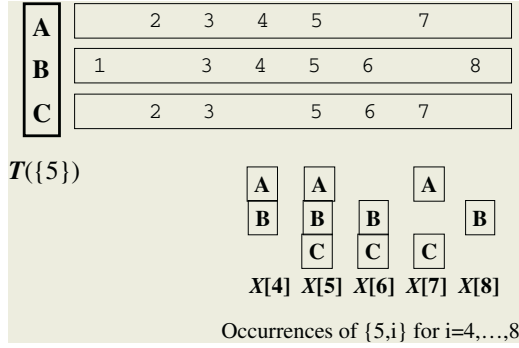 A 2 3 4 5 7
B 1 3 4 5 6 8
C 2 3 5 6 7
T({5})
A A A
B B B B
C C C
X[4] X[5] X[6] X[7] X[8]
Occurrences of {5,i} for i=4,...,8